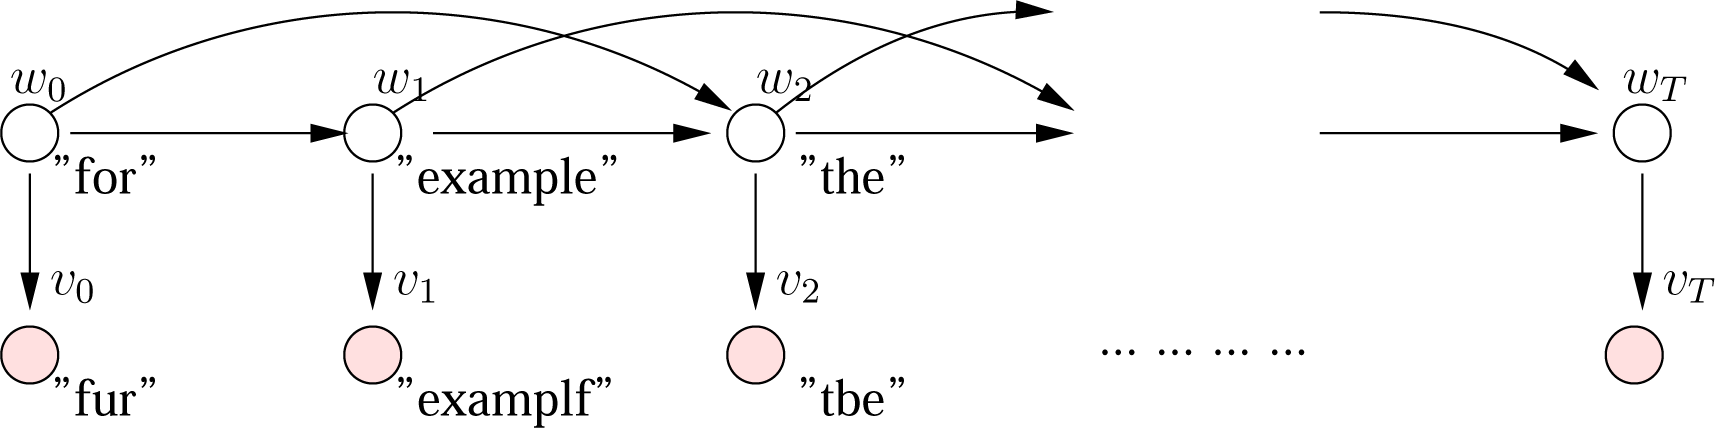 w0 w1 w2 wT
"for" "example" "the"
v0 v1 v2 vT
... ... ... ...
"fur" "examplf" "tbe"